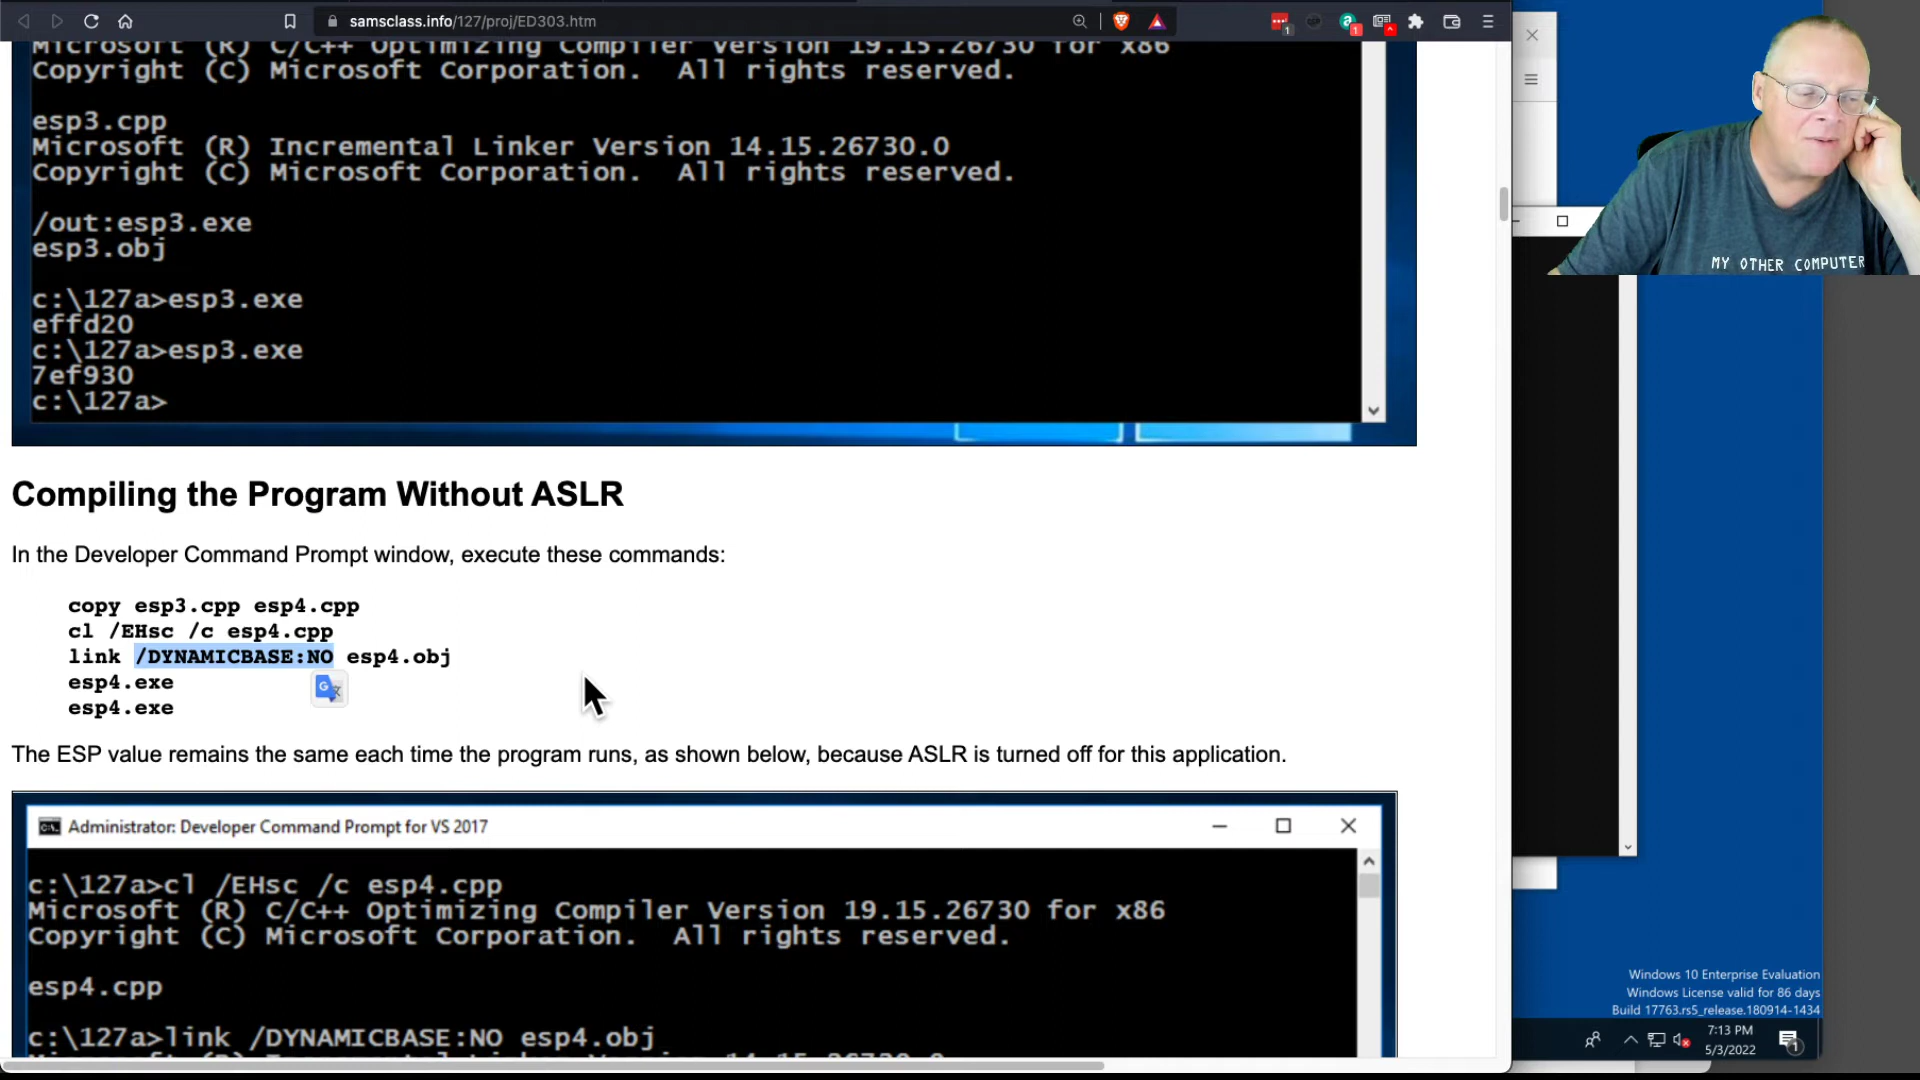 samsclass.info/127/proj/ED303.htm
Microsoft (R) C/C++ Optimizing Compiler Version 19.15.26730 for x86
Copyright (C) Microsoft Corporation.  All rights reserved.
esp3.cpp
Microsoft (R) Incremental Linker Version 14.15.26730.0
Copyright (C) Microsoft Corporation.  All rights reserved.
/out:esp3.exe
esp3.obj
c:\127a>esp3.exe
effd20
c:\127a>esp3.exe
7ef930
c:\127a>
MY OTHER COMPUTER
Compiling the Program Without ASLR
In the Developer Command Prompt window, execute these commands:
copy esp3.cpp esp4.cpp
cl /EHsc /c esp4.cpp
link /DYNAMICBASE:NO esp4.obj
esp4.exe
esp4.exe
The ESP value remains the same each time the program runs, as shown below, because ASLR is turned off for this application.
Administrator: Developer Command Prompt for VS 2017
c:\127a>cl /EHsc /c esp4.cpp
Microsoft (R) C/C++ Optimizing Compiler Version 19.15.26730 for x86
Copyright (C) Microsoft Corporation.  All rights reserved.
esp4.cpp
c:\127a>link /DYNAMICBASE:NO esp4.obj
Microsoft (R) Incremental Linker Version 14.15.26730.0
Windows 10 Enterprise Evaluation
Windows License valid for 86 days
Build 17763.rs5_release.180914-1434
7:13 PM
5/3/2022